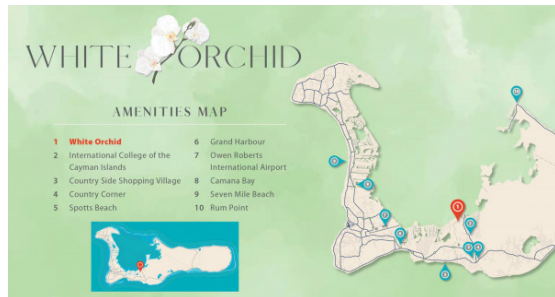 WHITE ORCHID
AMENITIES MAP
1 White Orchid
2 International College of the
Cayman Islands
3 Country Side Shopping Village
4 Country Corner
5 Spotts Beach
6 Grand Harbour
7 Owen Roberts
International Airport
8 Camana Bay
9 Seven Mile Beach
10 Rum Point
1